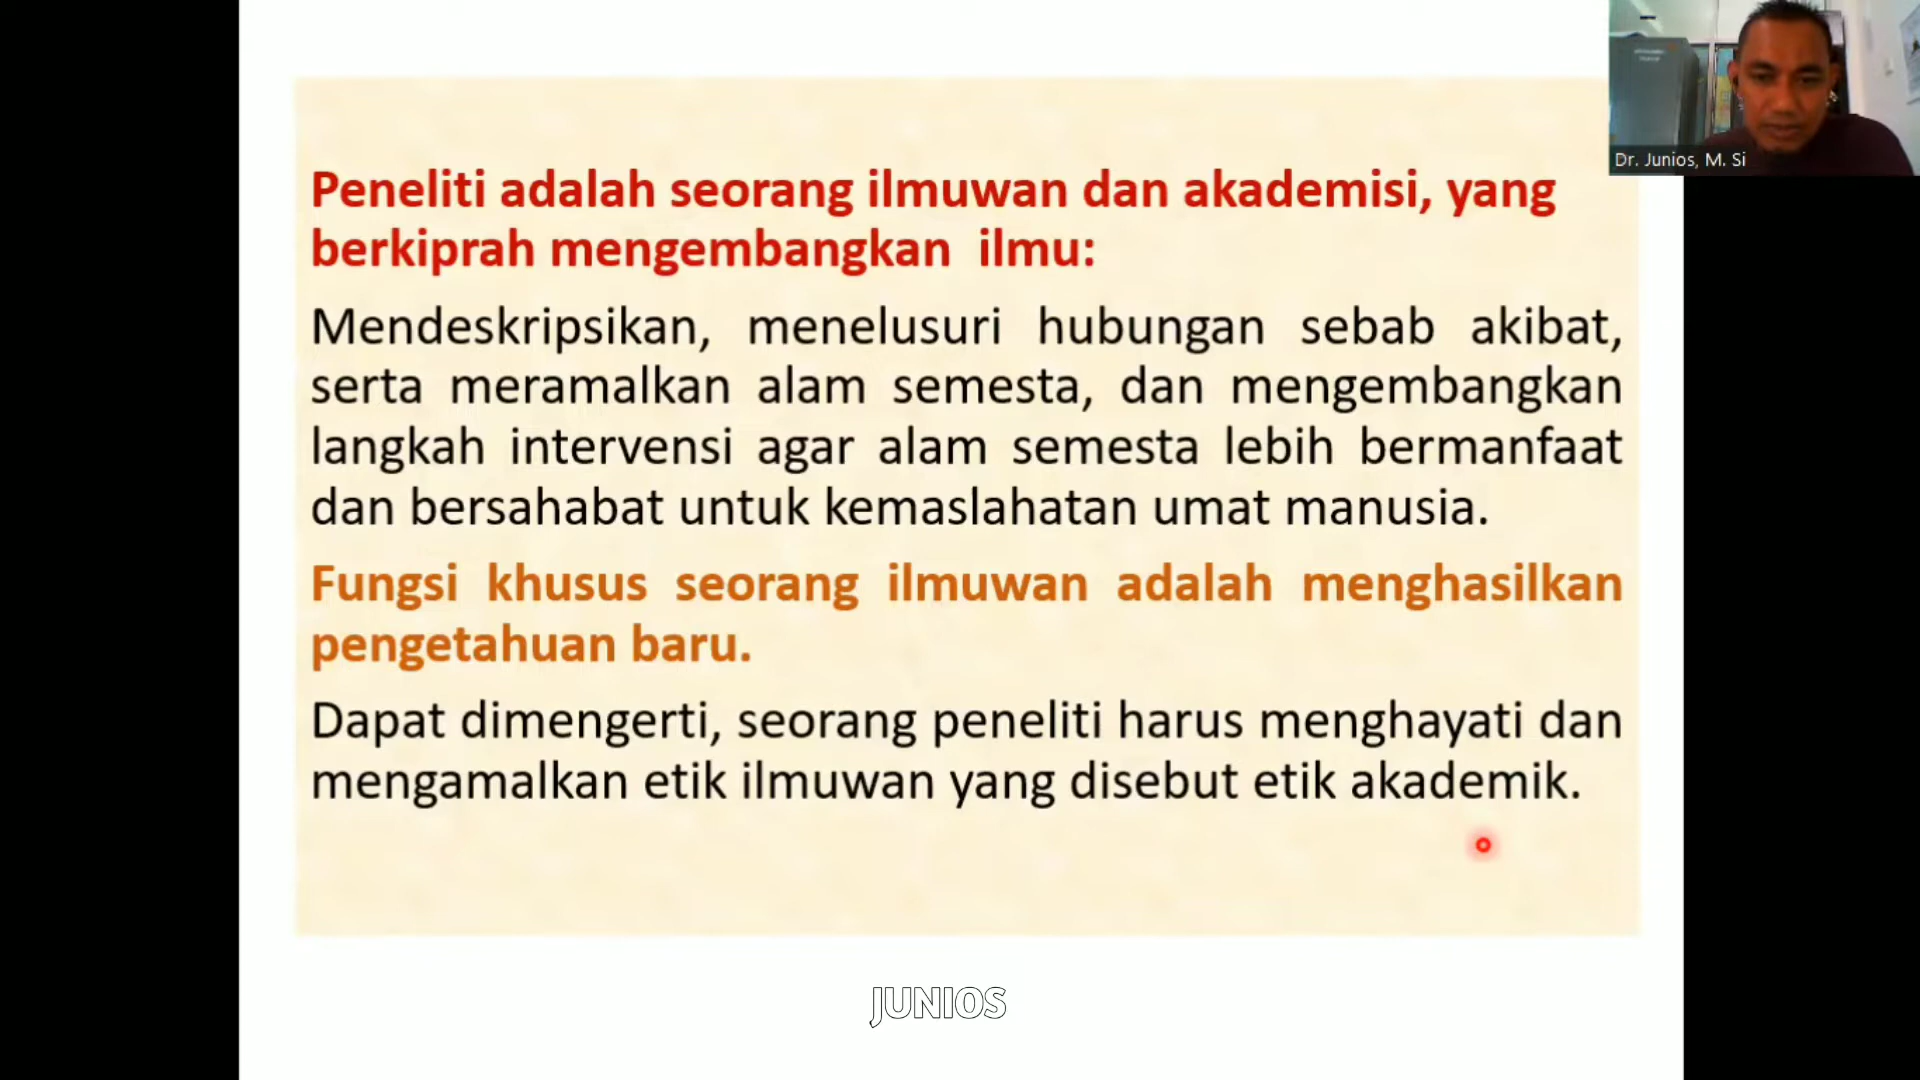 Peneliti adalah seorang ilmuwan dan akademisi, yang
berkiprah mengembangkan ilmu:
Mendeskripsikan, menelusuri hubungan sebab akibat,
serta meramalkan alam semesta, dan mengembangkan
langkah intervensi agar alam semesta lebih bermanfaat
dan bersahabat untuk kemaslahatan umat manusia.
Fungsi khusus seorang ilmuwan adalah menghasilkan
pengetahuan baru.
Dapat dimengerti, seorang peneliti harus menghayati dan
mengamalkan etik ilmuwan yang disebut etik akademik.
Dr. Junios, M. Si
JUNIOS